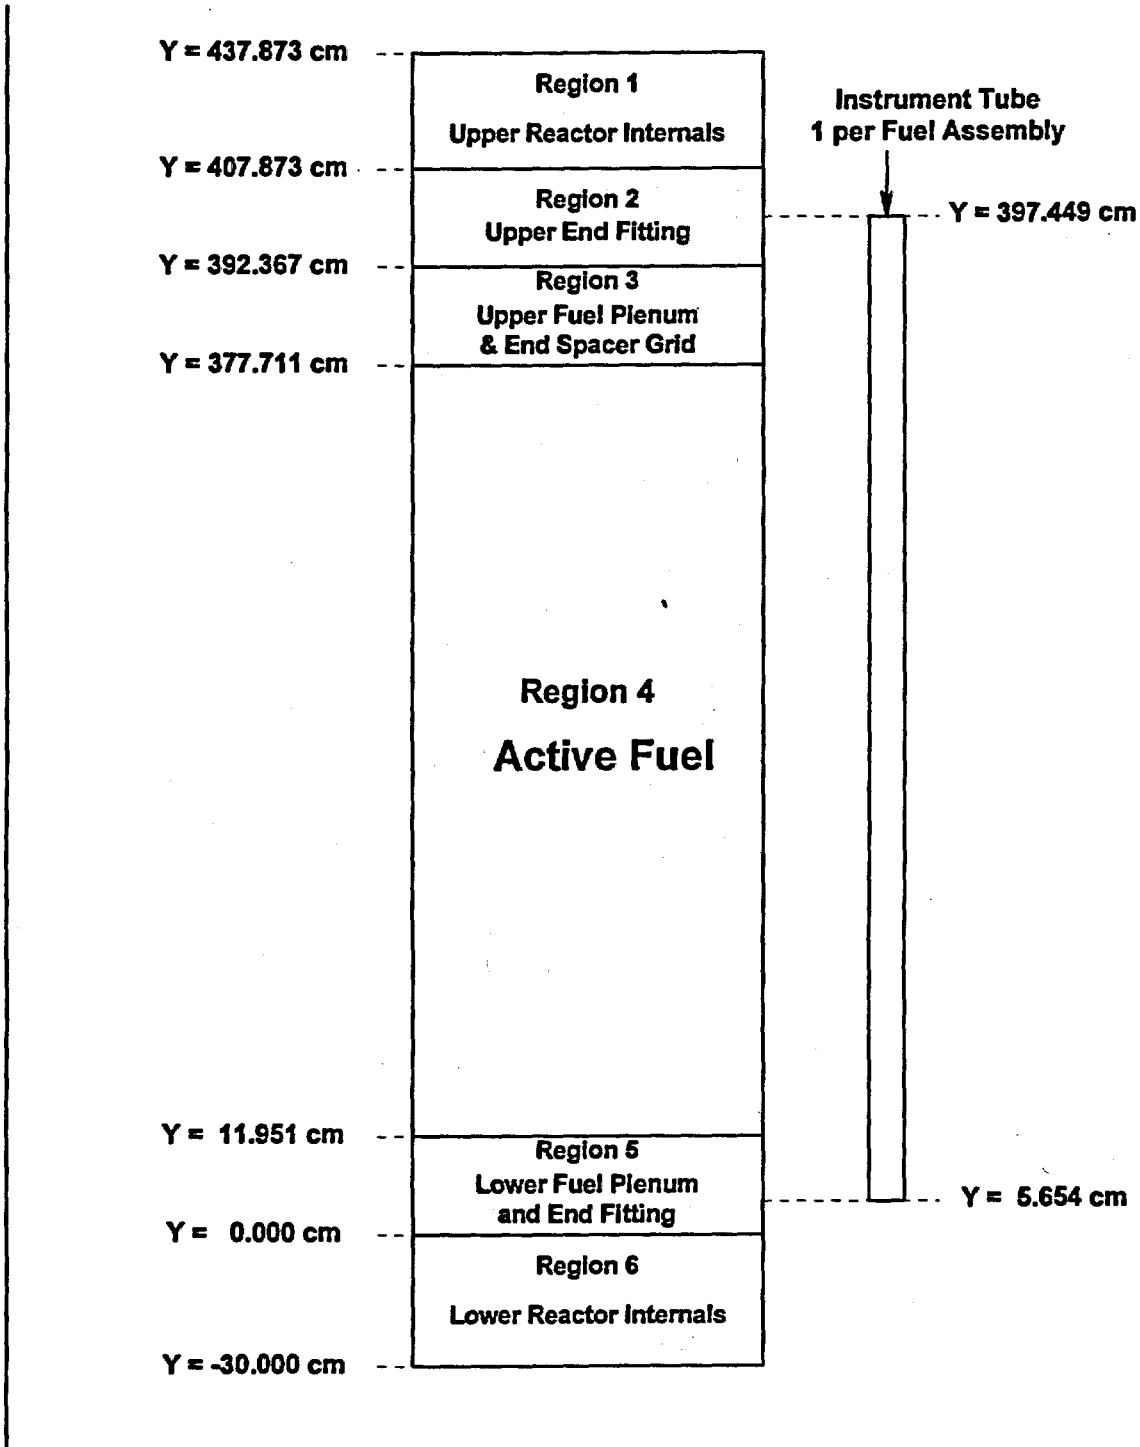 Y = 437.873 cm
Region 1
Upper Reactor Internals
Instrument Tube
1 per Fuel Assembly
Y = 407.873 cm
Region 2
Upper End Fitting
Y = 397.449 cm
Y = 392.367 cm
Region 3
Upper Fuel Plenum
& End Spacer Grid
Y = 377.711 cm
Region 4
Active Fuel
Y = 11.951 cm
Region 5
Lower Fuel Plenum
and End Fitting
Y = 5.654 cm
Y = 0.000 cm
Region 6
Lower Reactor Internals
Y = -30.000 cm